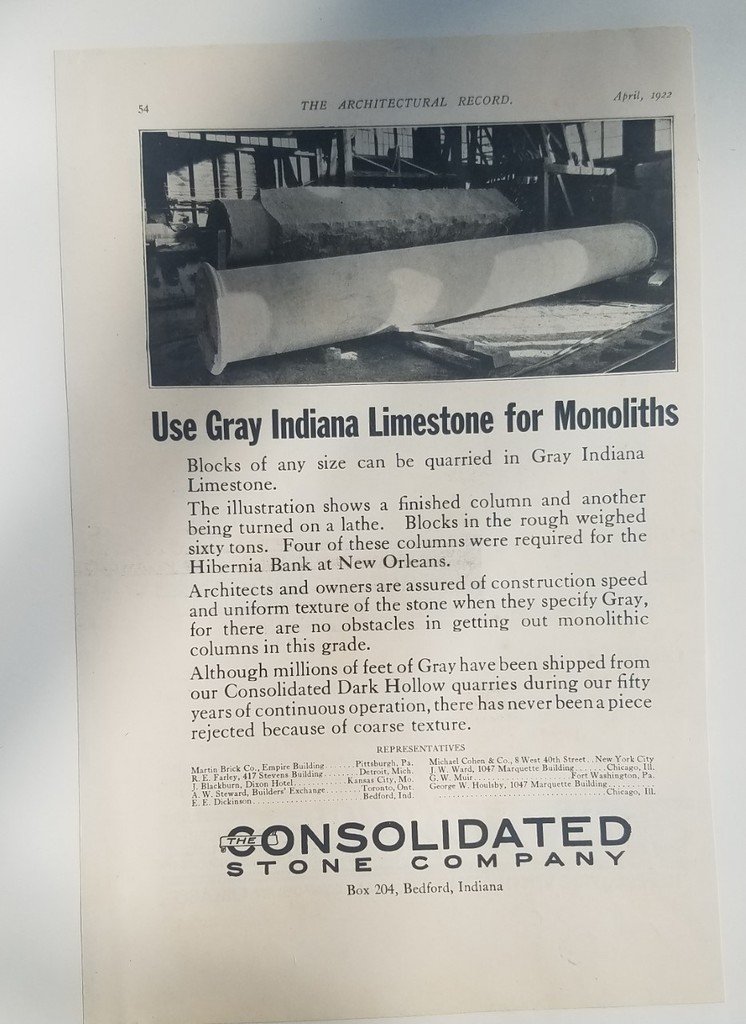 54
THE ARCHITECTURAL RECORD.
April, 1922
Use Gray Indiana Limestone for Monoliths
Blocks of any size can be quarried in Gray Indiana
Limestone.
The illustration shows a finished column and another
being turned on a lathe. Blocks in the rough weighed
sixty tons. Four of these columns were required for the
Hibernia Bank at New Orleans.
Architects and owners are assured of construction speed
and uniform texture of the stone when they specify Gray,
for there are no obstacles in getting out monolithic
columns in this grade.
Although millions of feet of Gray have been shipped from
our Consolidated Dark Hollow quarries during our fifty
years of continuous operation, there has never been a piece
rejected because of coarse texture.
REPRESENTATIVES
Martin Brick Co., Empire Building........Pittsburgh, Pa.
R. E. Farley, 417 Stevens Building........Detroit, Mich.
J. Blackburn, Dixon Hotel..............Kansas City, Mo.
A. W. Steward, Builders' Exchange........Toronto, Ont.
E. E. Dickinson......................Bedford, Ind.
Michael Cohen & Co., 8 West 40th Street..New York City
J. W. Ward, 1047 Marquette Building........Chicago, Ill.
G. W. Muir....................Fort Washington, Pa.
George W. Houlsby, 1047 Marquette Building..........
....................................Chicago, Ill.
THE CONSOLIDATED
STONE COMPANY
Box 204, Bedford, Indiana